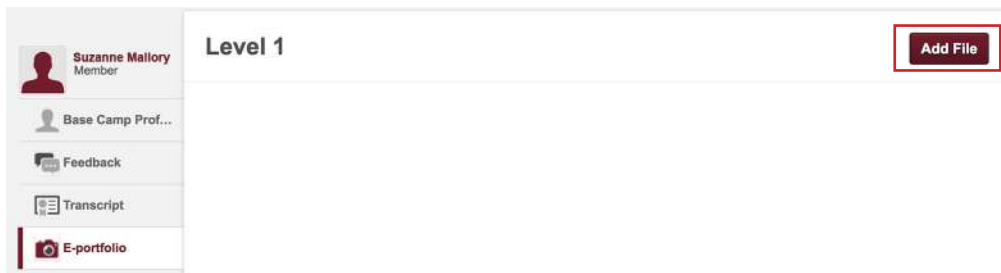 Suzanne Mallory
Member
Base Camp Prof...
Feedback
Transcript
E-portfolio
Level 1
Add File